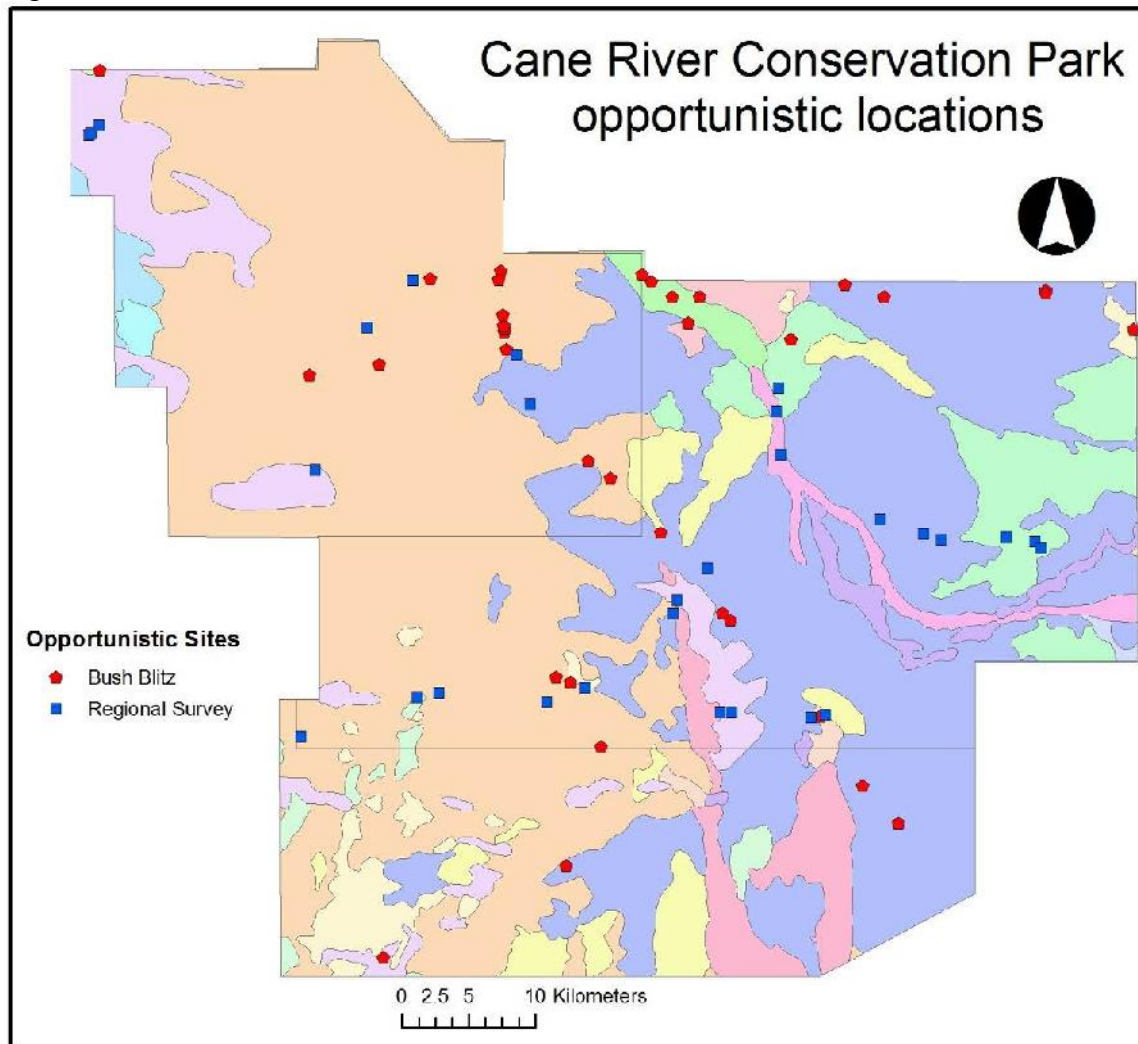 Cane River Conservation Park
opportunistic locations
Opportunistic Sites
Bush Blitz
Regional Survey
0 2.5 5 10 Kilometers